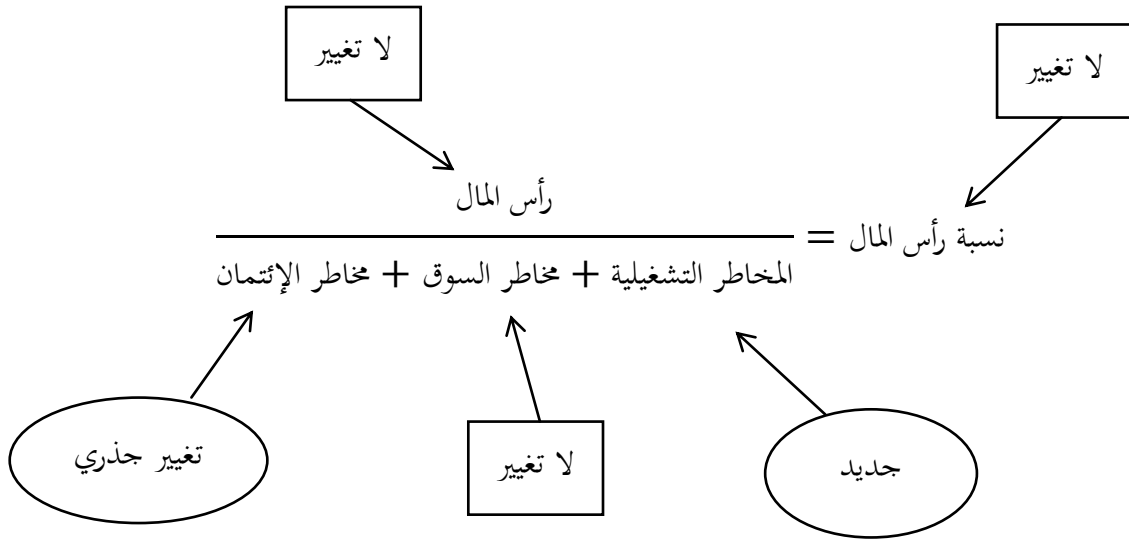 لا تغيير
لا تغيير
رأس المال
نسبة رأس المال =
المخاطر التشغيلية + مخاطر السوق + مخاطر الإئتمان
جديد
لا تغيير
تغيير جذري